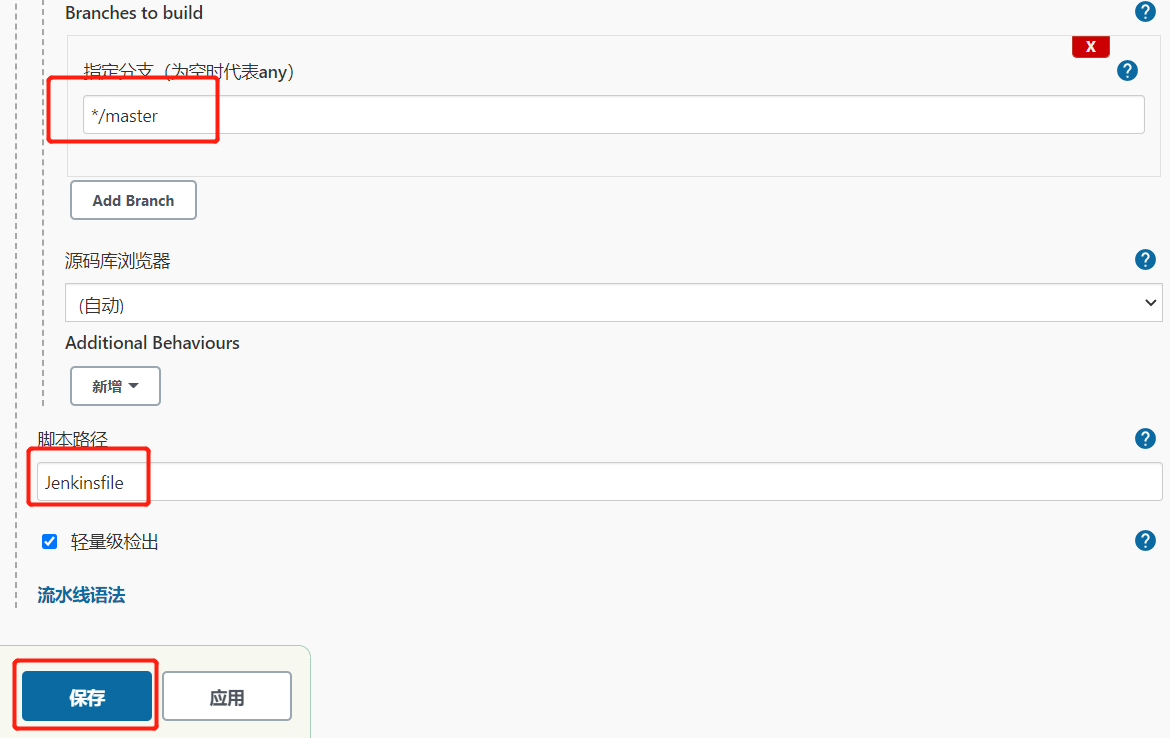 Branches to build
?
X
指定分支（为空时代表any）
?
*/master
Add Branch
源码库浏览器
?
(自动)
Additional Behaviours
新增
脚本路径
?
Jenkinsfile
轻量级检出
?
流水线语法
保存
应用